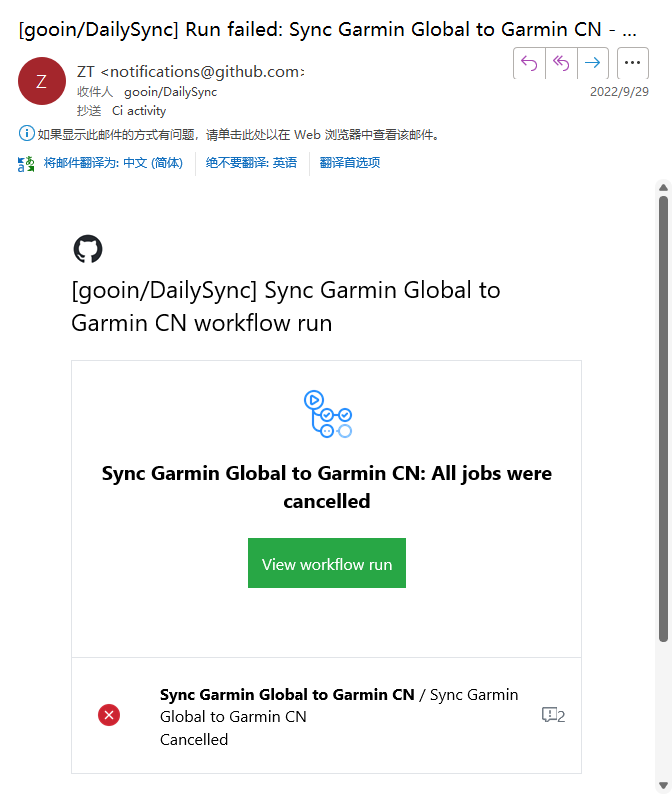 [gooin/DailySync] Run failed: Sync Garmin Global to Garmin CN - ...
Z
ZT <notifications@github.com>
收件人 gooin/DailySync
2022/9/29
抄送 Ci activity
如果显示此邮件的方式有问题，请单击此处以在 Web 浏览器中查看该邮件。
将邮件翻译为: 中文 (简体) 绝不要翻译: 英语 翻译首选项
[gooin/DailySync] Sync Garmin Global to
Garmin CN workflow run
Sync Garmin Global to Garmin CN: All jobs were
cancelled
View workflow run
Sync Garmin Global to Garmin CN / Sync Garmin
Global to Garmin CN
Cancelled
2